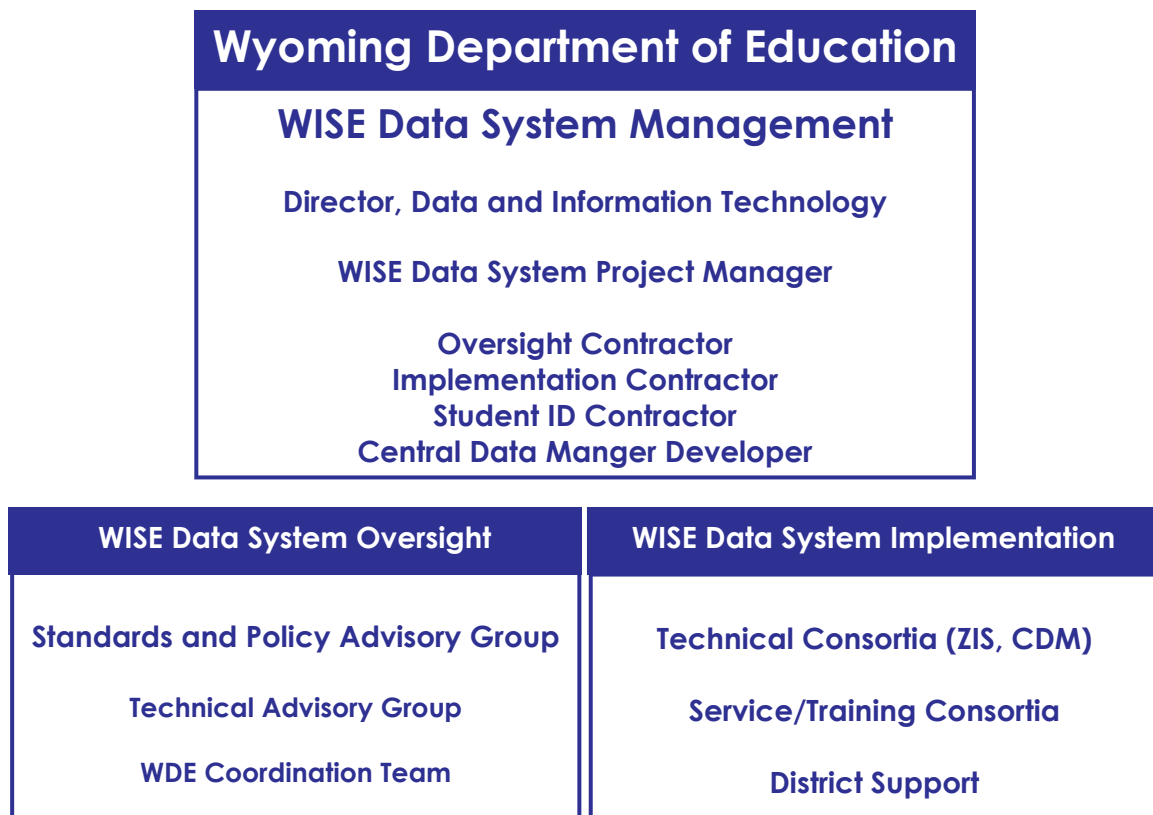 Wyoming Department of Education
WISE Data System Management
Director, Data and Information Technology
WISE Data System Project Manager
Oversight Contractor
Implementation Contractor
Student ID Contractor
Central Data Manger Developer
WISE Data System Oversight
Standards and Policy Advisory Group
Technical Advisory Group
WDE Coordination Team
WISE Data System Implementation
Technical Consortia (ZIS, CDM)
Service/Training Consortia
District Support